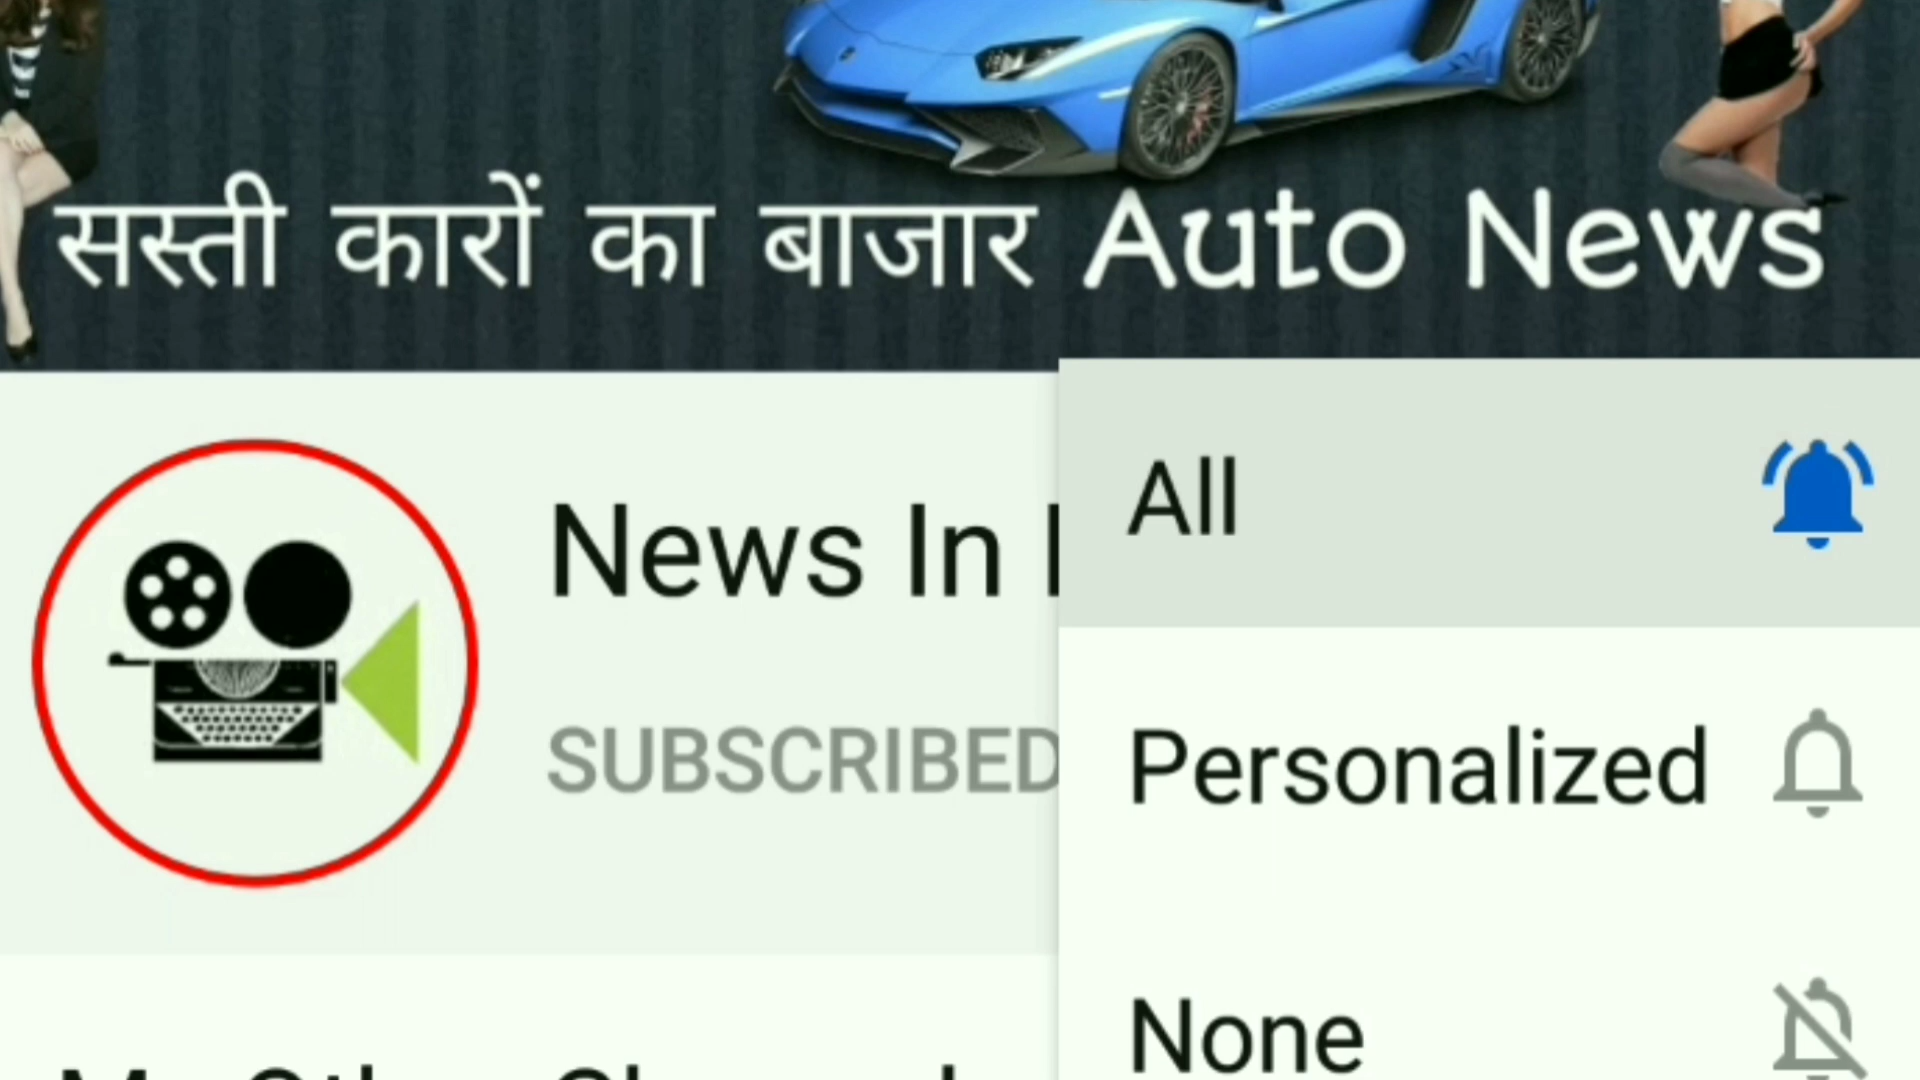 सस्ती कारों का बाजार Auto News
News In
SUBSCRIBED
All
Personalized
None